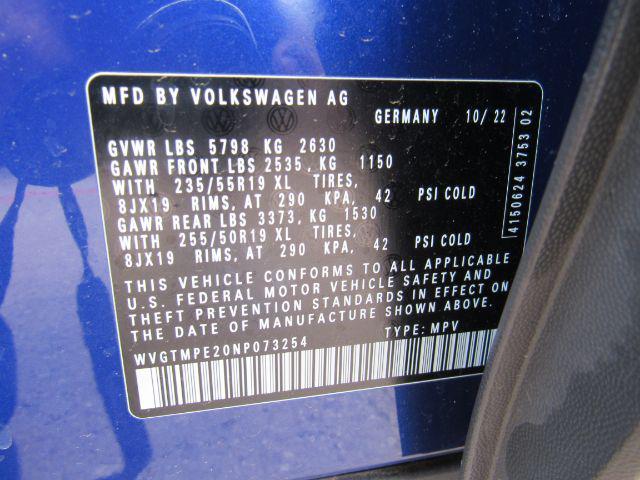 MFD BY VOLKSWAGEN AG
GERMANY 10/ 22
GVWR LBS 5798 KG 2630
GAWR FRONT LBS 2535, KG 1150
WITH 235/55R19 XL TIRES,
8JX19 RIMS, AT 290 KPA, 42 PSI COLD
GAWR REAR LBS 3373, KG 1530
WITH 255/50R19 XL TIRES,
8JX19 RIMS, AT 290 KPA, 42 PSI COLD
THIS VEHICLE CONFORMS TO ALL APPLICABLE
U.S. FEDERAL MOTOR VEHICLE SAFETY AND
THEFT PREVENTION STANDARDS IN EFFECT ON
THE DATE OF MANUFACTURE SHOWN ABOVE.
WVGTMPE20NP073254 TYPE: MPV
4150624 3753 02